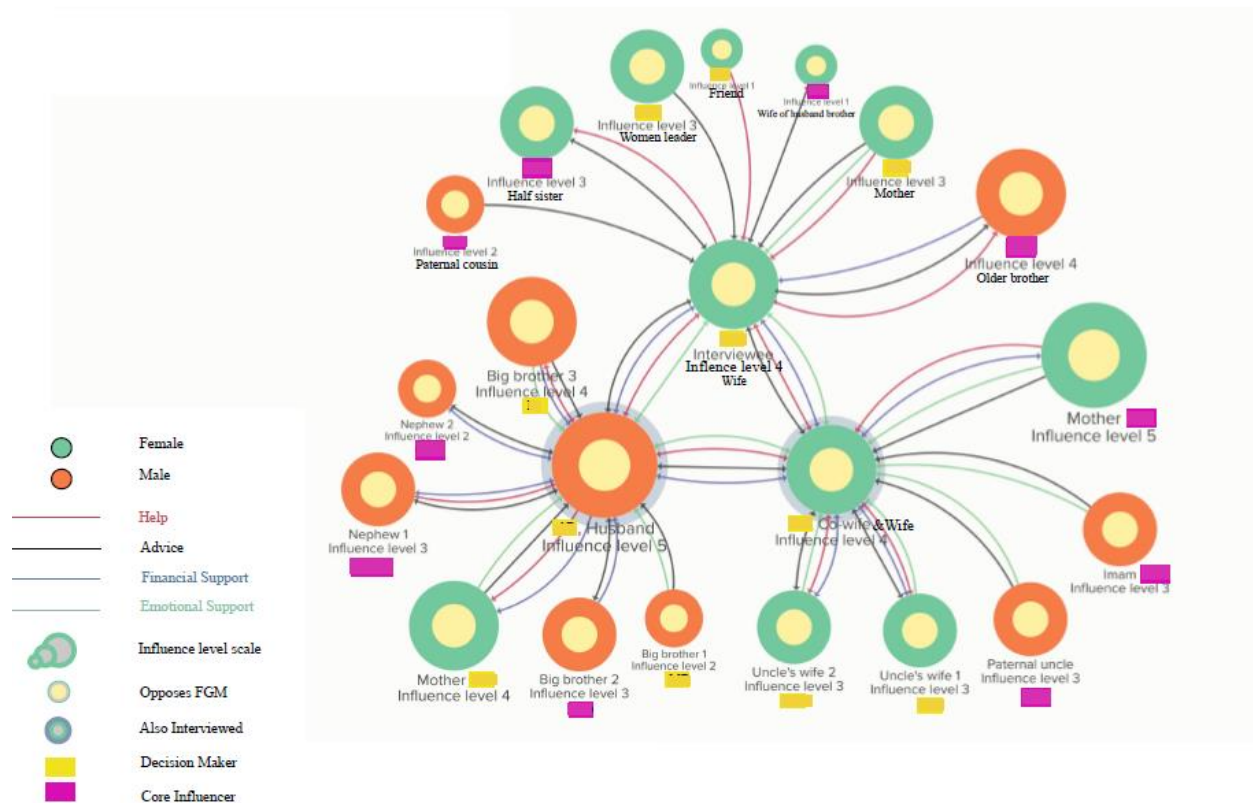 Influence level 1
Friend
Influence level 1
Wife of husband brother
Influence level 3
Women leader
Influence level 3
Half sister
Influence level 3
Mother
Influence level 2
Paternal cousin
Influence level 4
Older brother
Interviewee
Inflence level 4
Wife
Big brother 3
Influence level 4
Nephew 2
Influence level 2
Mother
Influence level 5
Nephew 1
Influence level 3
, Husband
Influence level 5
Co-wife &Wife
Influence level 4
Imam
Influence level 3
Mother
Influence level 4
Big brother 2
Influence level 3
Big brother 1
Influence level 2
Uncle's wife 2
Influence level 3
Uncle's wife 1
Influence level 3
Paternal uncle
Influence level 3
Female
Male
Help
Advice
Financial Support
Emotional Support
Influence level scale
Opposes FGM
Also Interviewed
Decision Maker
Core Influencer